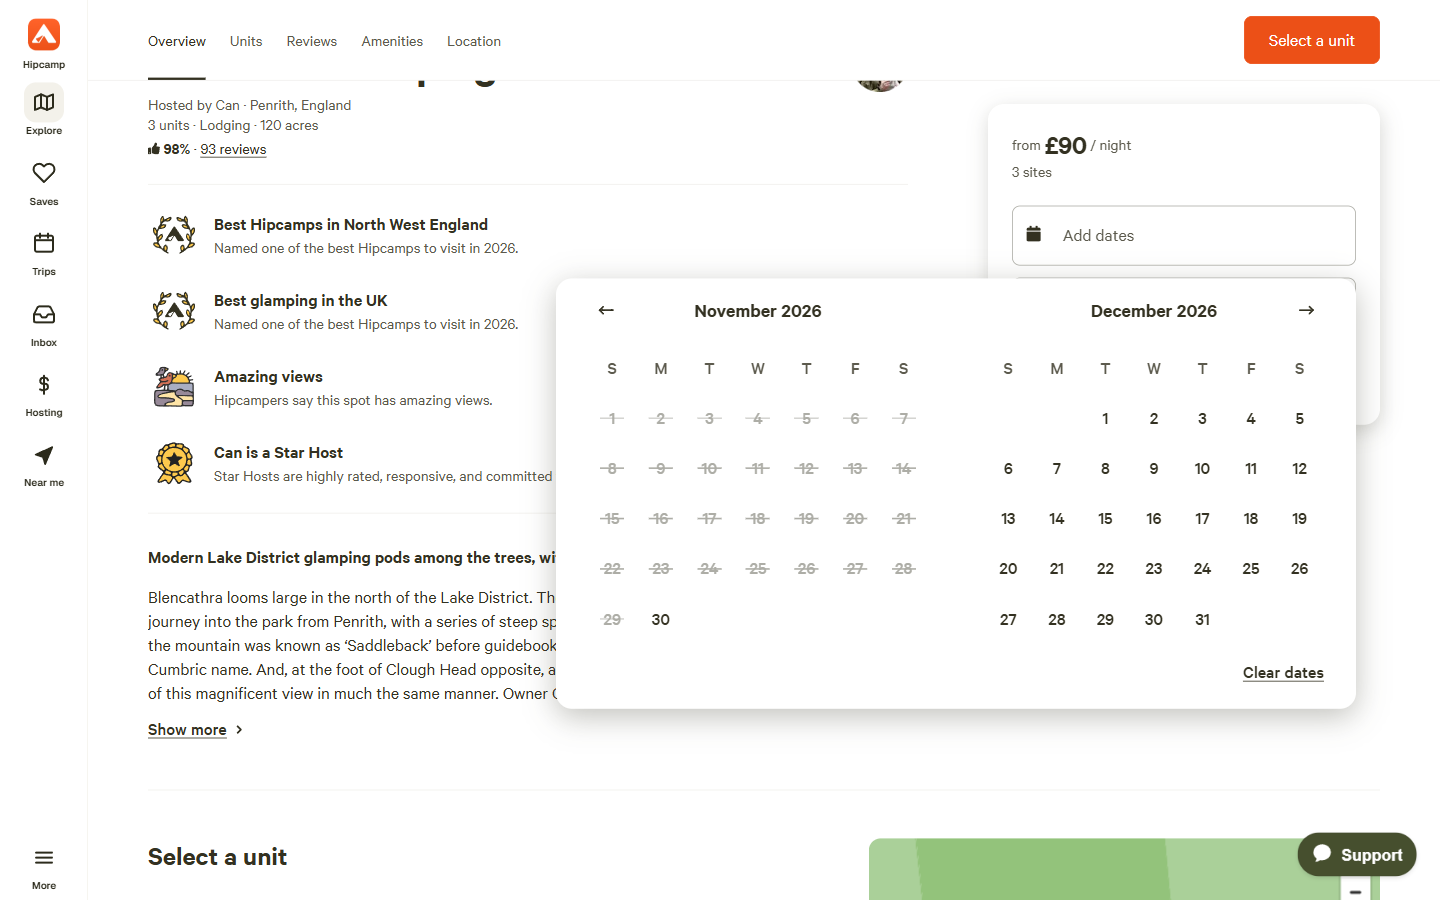 Hipcamp
Explore
Saves
Trips
Inbox
Hosting
Near me
More
Overview
Units
Reviews
Amenities
Location
Select a unit
Hosted by Can · Penrith, England
3 units · Lodging · 120 acres
98% · 93 reviews
Best Hipcamps in North West England
Named one of the best Hipcamps to visit in 2026.
Best glamping in the UK
Named one of the best Hipcamps to visit in 2026.
Amazing views
Hipcampers say this spot has amazing views.
Can is a Star Host
Star Hosts are highly rated, responsive, and committed
Modern Lake District glamping pods among the trees,
Blencathra looms large in the north of the Lake District.
journey into the park from Penrith, with a series of steep
the mountain was known as ‘Saddleback’ before guidebook
Cumbric name. And, at the foot of Clough Head opposite, a
of this magnificent view in much the same manner. Owner
Show more
from £90 / night
3 sites
Add dates
November 2026
S M T W T F S
1 2 3 4 5 6 7
8 9 10 11 12 13 14
15 16 17 18 19 20 21
22 23 24 25 26 27 28
29 30
December 2026
S M T W T F S
1 2 3 4 5
6 7 8 9 10 11 12
13 14 15 16 17 18 19
20 21 22 23 24 25 26
27 28 29 30 31
Clear dates
Select a unit
Support